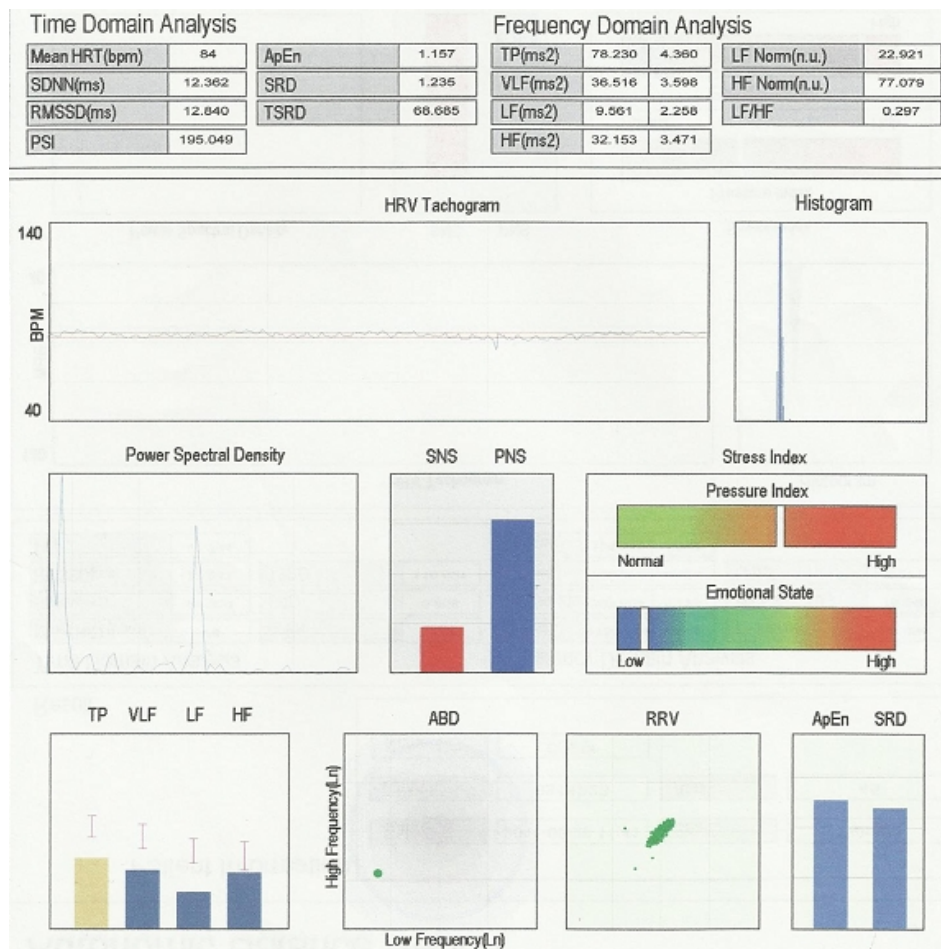 Time Domain Analysis
Frequency Domain Analysis
Mean HRT(bpm) 84 ApEn 1.157 TP(ms2) 78.230 4.360 LF Norm(n.u.) 22.921
SDNN(ms) 12.362 SRD 1.235 VLF(ms2) 36.516 3.598 HF Norm(n.u.) 77.079
RMSSD(ms) 12.840 TSRD 68.685 LF(ms2) 9.561 2.258 LF/HF 0.297
PSI 195.049 HF(ms2) 32.153 3.471
HRV Tachogram
Histogram
140
BPM
40
Power Spectral Density
SNS PNS
Stress Index
Pressure Index
Normal High
Emotional State
Low High
TP VLF LF HF
ABD
RRV
ApEn SRD
High Frequency(Ln)
Low Frequency(Ln)